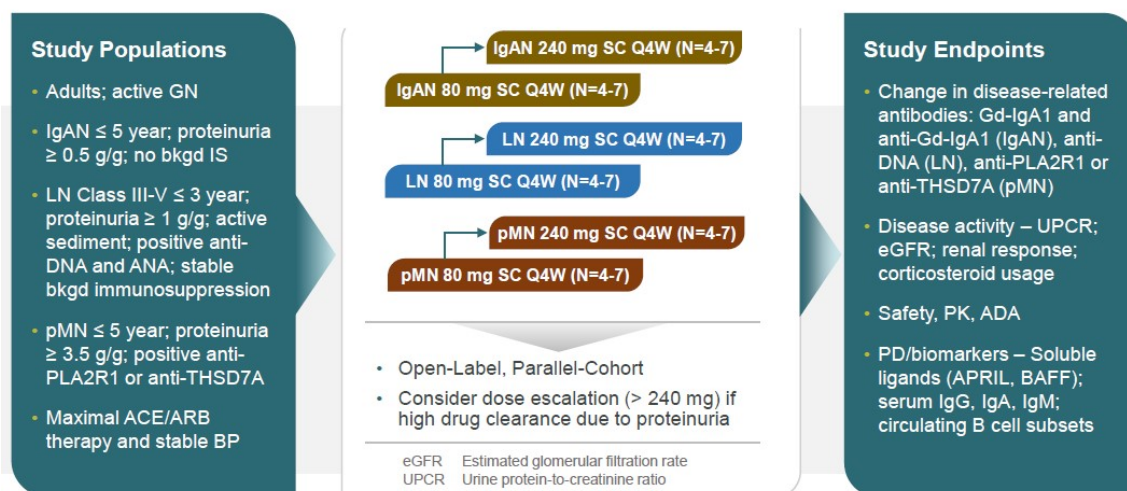 Study Populations
• Adults; active GN
• IgAN ≤ 5 year; proteinuria
≥ 0.5 g/g; no bkgd IS
• LN Class III-V ≤ 3 year;
proteinuria ≥ 1 g/g; active
sediment; positive anti-
DNA and ANA; stable
bkgd immunosuppression
• pMN ≤ 5 year; proteinuria
≥ 3.5 g/g; positive anti-
PLA2R1 or anti-THSD7A
• Maximal ACE/ARB
therapy and stable BP
IgAN 240 mg SC Q4W (N=4-7)
IgAN 80 mg SC Q4W (N=4-7)
LN 240 mg SC Q4W (N=4-7)
LN 80 mg SC Q4W (N=4-7)
pMN 240 mg SC Q4W (N=4-7)
pMN 80 mg SC Q4W (N=4-7)
• Open-Label, Parallel-Cohort
• Consider dose escalation (> 240 mg) if
high drug clearance due to proteinuria
eGFR Estimated glomerular filtration rate
UPCR Urine protein-to-creatinine ratio
Study Endpoints
• Change in disease-related
antibodies: Gd-IgA1 and
anti-Gd-IgA1 (IgAN), anti-
DNA (LN), anti-PLA2R1 or
anti-THSD7A (pMN)
• Disease activity – UPCR;
eGFR; renal response;
corticosteroid usage
• Safety, PK, ADA
• PD/biomarkers – Soluble
ligands (APRIL, BAFF);
serum IgG, IgA, IgM;
circulating B cell subsets